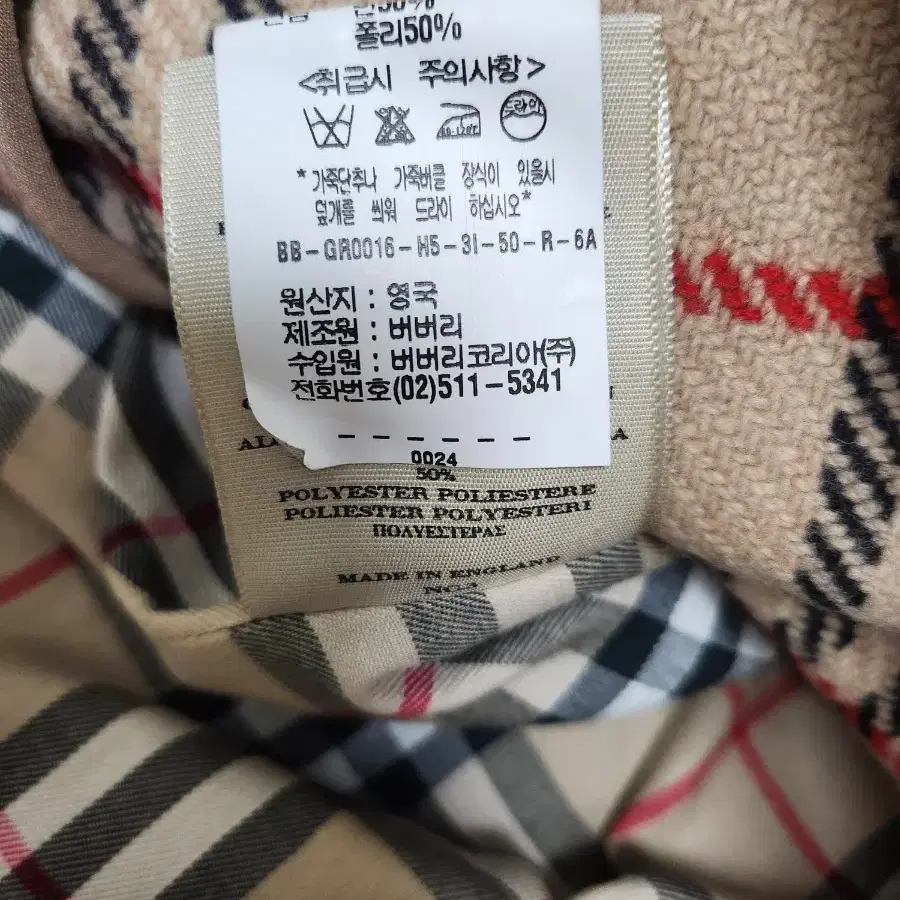 폴리50%
<취급시 주의사항>
드라이
*가죽단추나 가죽버클 장식이 있을시
덮개를 씌워 드라이 하십시오*
BB-GR0016-H5-3I-50-R-6A
원산지 : 영국
제조원 : 버버리
수입원 : 버버리코리아(주)
전화번호(02)511-5341
- - - - - -
0024
50%
POLYESTER POLIESTERE
POLIESTER POLYESTERI
ΠΟΛΥΕΣΤΕΡΑΣ
MADE IN ENGLAND